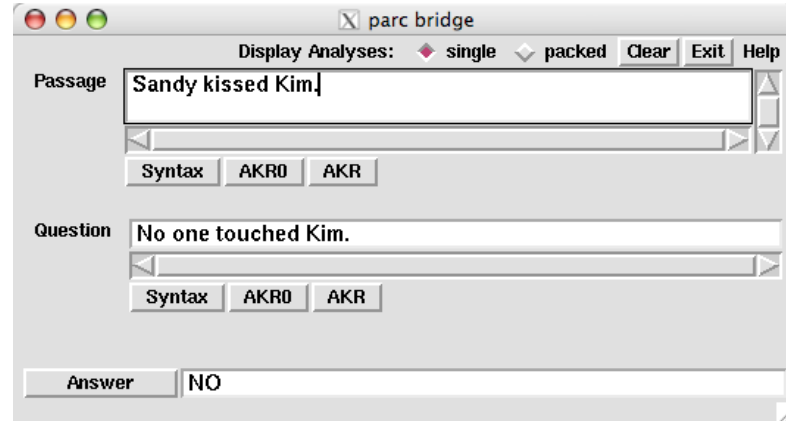 X parc bridge
Display Analyses: single packed Clear Exit Help
Passage Sandy kissed Kim.
Syntax AKR0 AKR
Question No one touched Kim.
Syntax AKR0 AKR
Answer NO